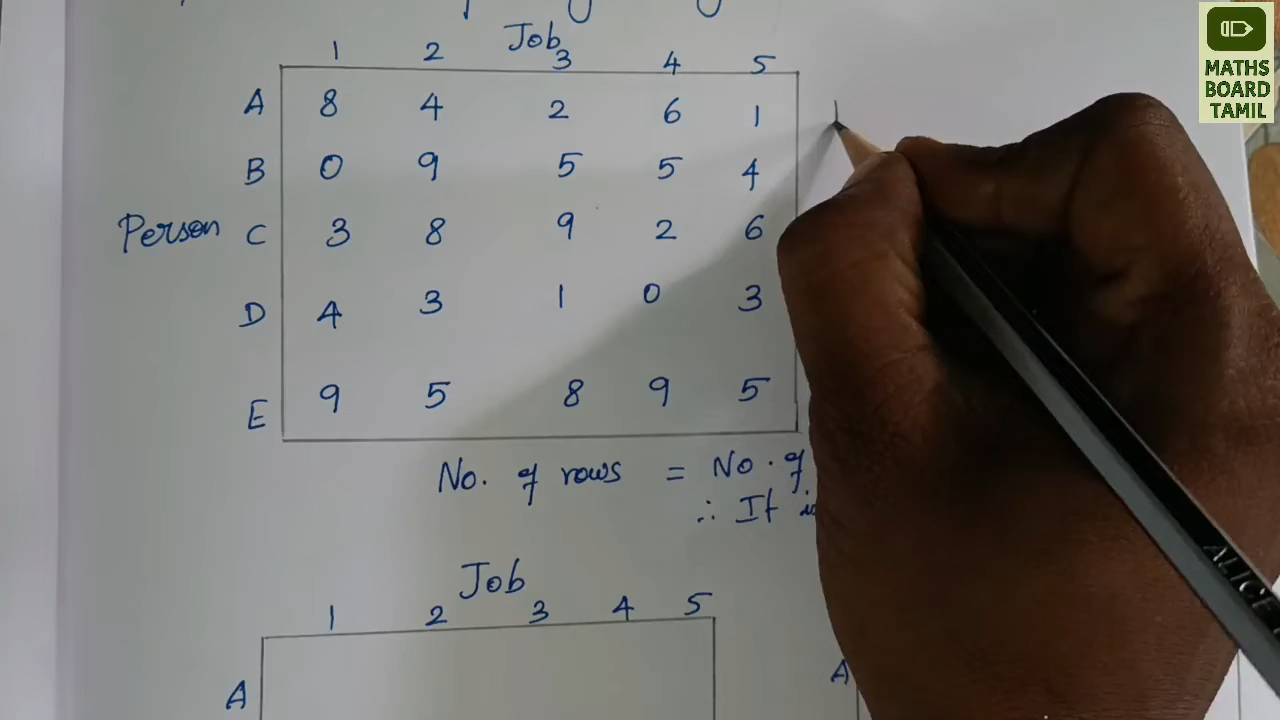 Job
1 2 3 4 5
A 8 4 2 6 1
B 0 9 5 5 4
Person C 3 8 9 2 6
D 4 3 1 0 3
E 9 5 8 9 5
No. of rows = No. of
∴ It
Job
1 2 3 4 5
A
A
MATHS
BOARD
TAMIL
ALICE